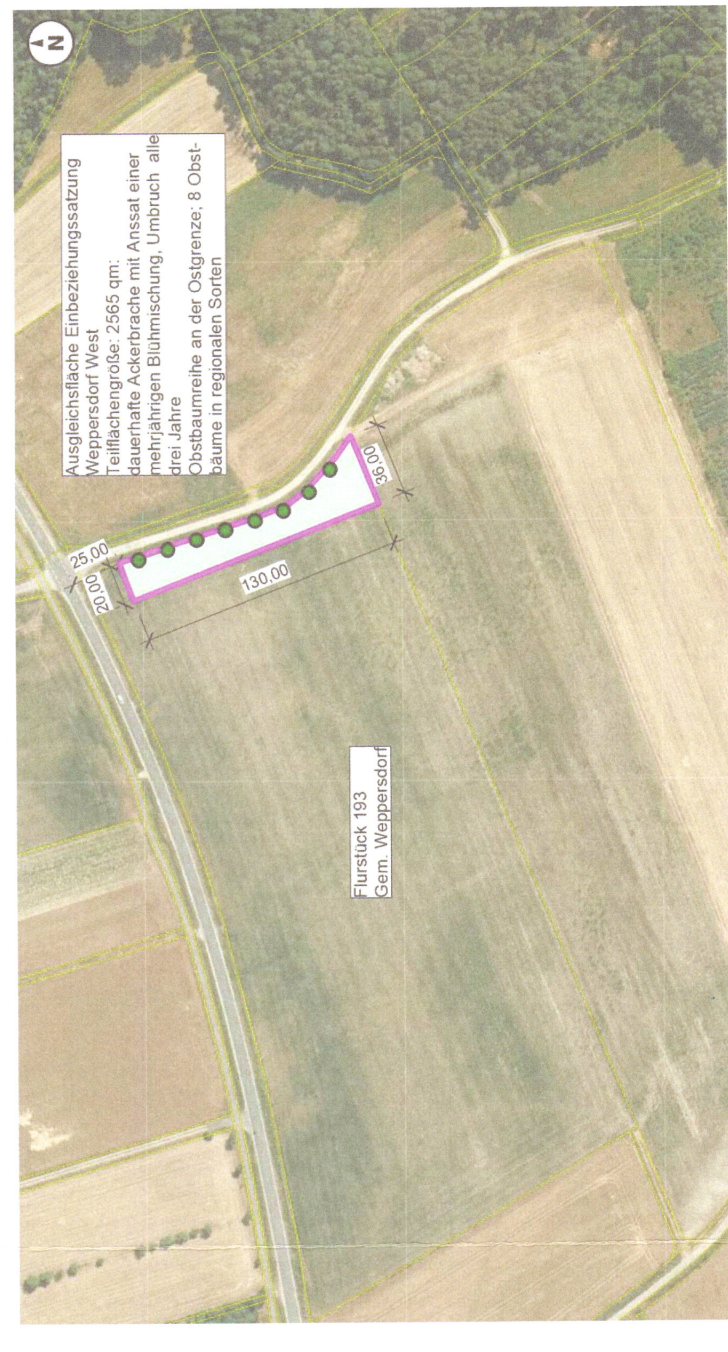 N
Ausgleichsfläche Einbeziehungssatzung
Weppersdorf West
Teilflächengröße: 2565 qm:
dauerhafte Ackerbrache mit Anssat einer
mehrjährigen Blühmischung, Umbruch alle
drei Jahre
Obstbaumreihe an der Ostgrenze; 8 Obst-
bäume in regionalen Sorten
25,00
20,00
130,00
36,00
Flurstück 193
Gem. Weppersdorf